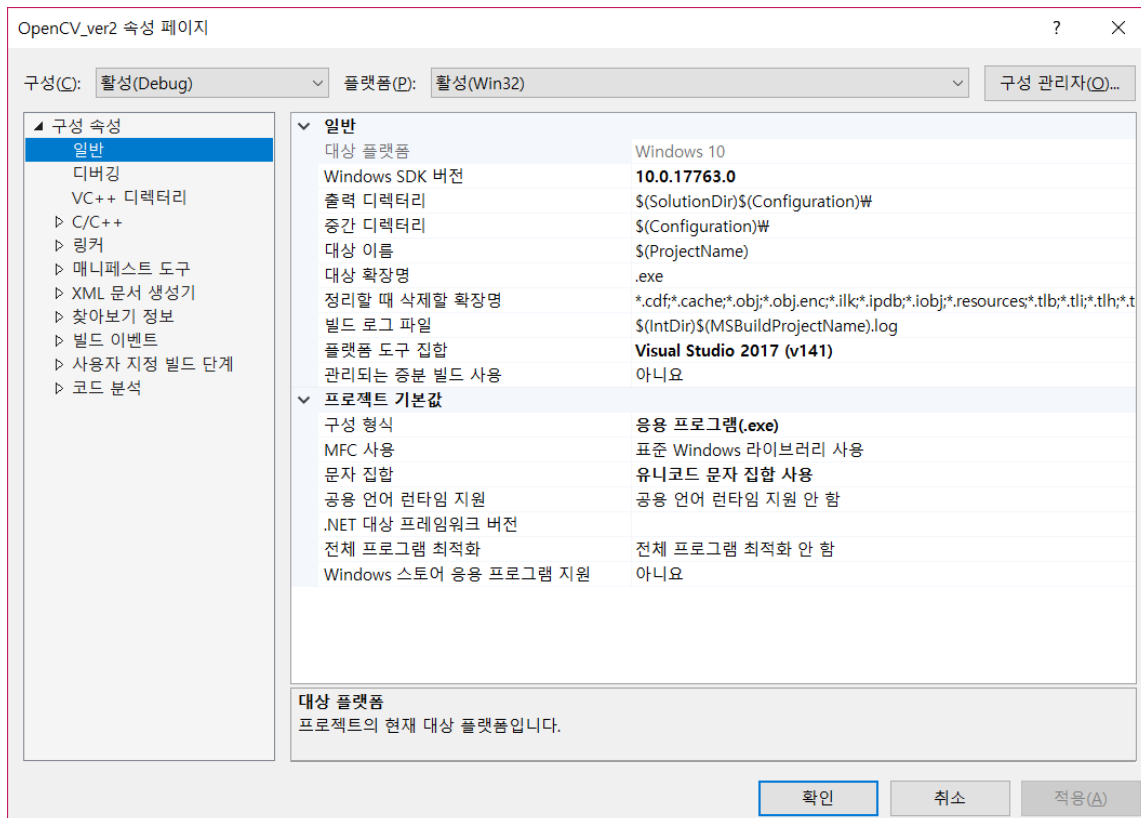 OpenCV_ver2 속성 페이지
구성(C): 활성(Debug) 플랫폼(P): 활성(Win32) 구성 관리자(O)...
구성 속성
일반
디버깅
VC++ 디렉터리
C/C++
링커
매니페스트 도구
XML 문서 생성기
찾아보기 정보
빌드 이벤트
사용자 지정 빌드 단계
코드 분석
일반
대상 플랫폼 Windows 10
Windows SDK 버전 10.0.17763.0
출력 디렉터리 $(SolutionDir)$(Configuration)₩
중간 디렉터리 $(Configuration)₩
대상 이름 $(ProjectName)
대상 확장명 .exe
정리할 때 삭제할 확장명 *.cdf;*.cache;*.obj;*.obj.enc;*.ilk;*.ipdb;*.iobj;*.resources;*.tlb;*.tli;*.tlh;*.t
빌드 로그 파일 $(IntDir)$(MSBuildProjectName).log
플랫폼 도구 집합 Visual Studio 2017 (v141)
관리되는 증분 빌드 사용 아니요
프로젝트 기본값
구성 형식 응용 프로그램(.exe)
MFC 사용 표준 Windows 라이브러리 사용
문자 집합 유니코드 문자 집합 사용
공용 언어 런타임 지원 공용 언어 런타임 지원 안 함
.NET 대상 프레임워크 버전
전체 프로그램 최적화 전체 프로그램 최적화 안 함
Windows 스토어 응용 프로그램 지원 아니요
대상 플랫폼
프로젝트의 현재 대상 플랫폼입니다.
확인 취소 적용(A)